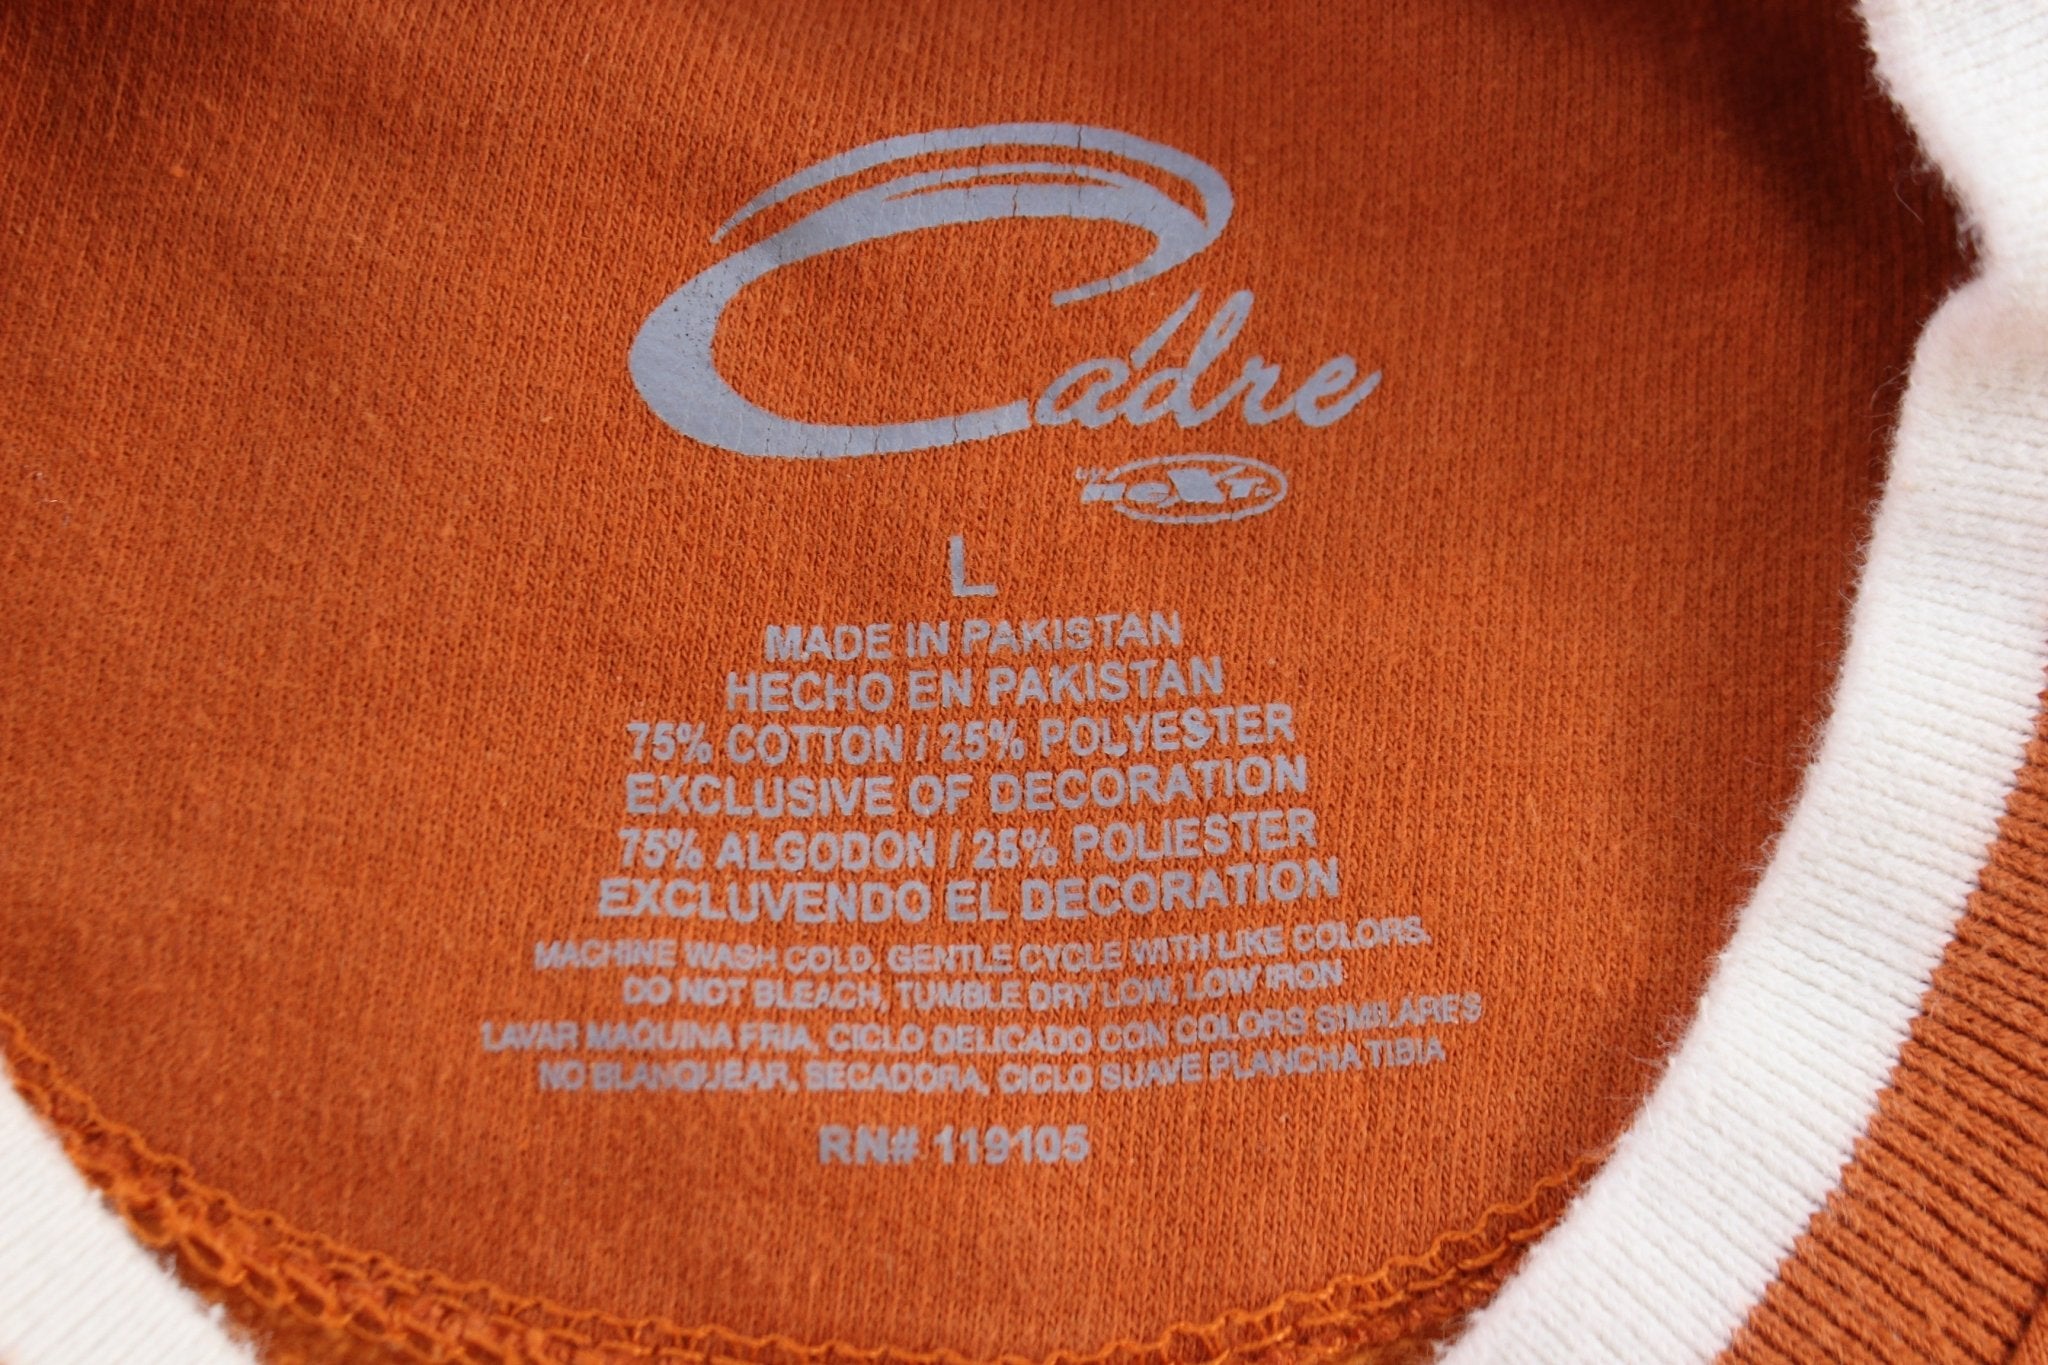 Cadre
neXt.
L
MADE IN PAKISTAN
HECHO EN PAKISTAN
75% COTTON / 25% POLYESTER
EXCLUSIVE OF DECORATION
75% ALGODON / 25% POLIESTER
EXCLUVENDO EL DECORATION
MACHINE WASH COLD. GENTLE CYCLE WITH LIKE COLORS.
DO NOT BLEACH, TUMBLE DRY LOW, LOW IRON
LAVAR MAQUINA FRIA, CICLO DELICADO CON COLORS SIMILARES
NO BLANQUEAR, SECADORA, CICLO SUAVE PLANCHA TIBIA
RN# 119105